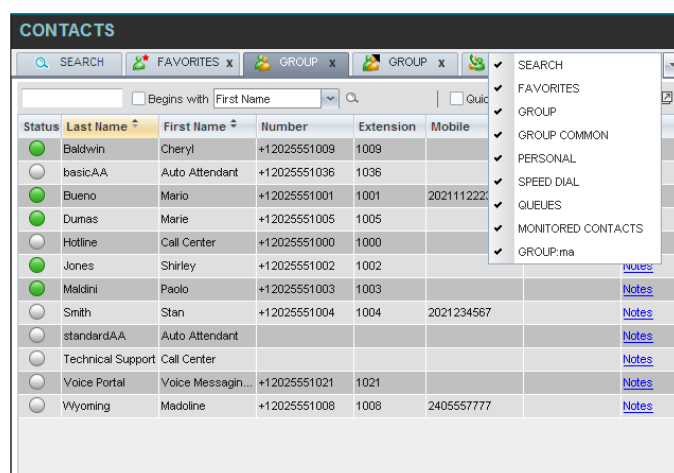 CONTACTS
SEARCH FAVORITES x GROUP x GROUP x
Begins with First Name Quic
Status Last Name First Name Number Extension Mobile
Baldwin Cheryl +12025551009 1009
basicAA Auto Attendant +12025551036 1036
Bueno Mario +12025551001 1001 2021112223
Dumas Marie +12025551005 1005
Hotline Call Center +12025551000 1000
Jones Shirley +12025551002 1002 Notes
Maldini Paolo +12025551003 1003 Notes
Smith Stan +12025551004 1004 2021234567 Notes
standardAA Auto Attendant Notes
Technical Support Call Center Notes
Voice Portal Voice Messagin... +12025551021 1021 Notes
Wyoming Madoline +12025551008 1008 2405557777 Notes
SEARCH
FAVORITES
GROUP
GROUP COMMON
PERSONAL
SPEED DIAL
QUEUES
MONITORED CONTACTS
GROUP:ma